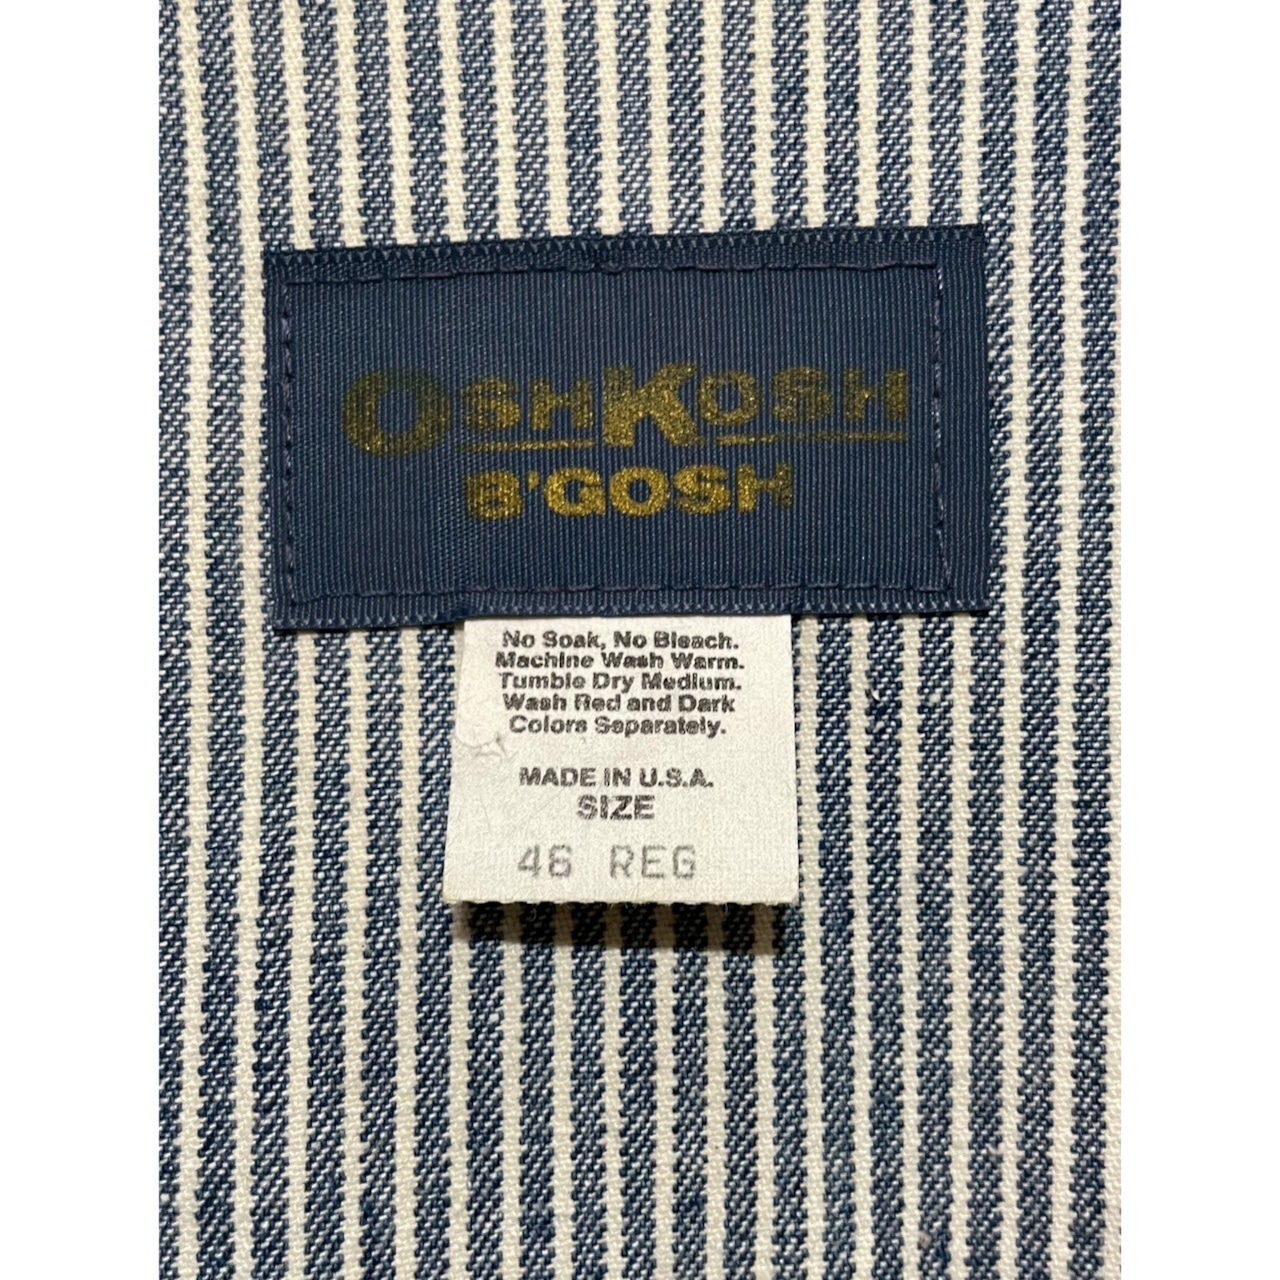 OSHKOSH
B'GOSH
No Soak, No Bleach.
Machine Wash Warm.
Tumble Dry Medium.
Wash Red and Dark
Colors Separately.
MADE IN U.S.A.
SIZE
46 REG